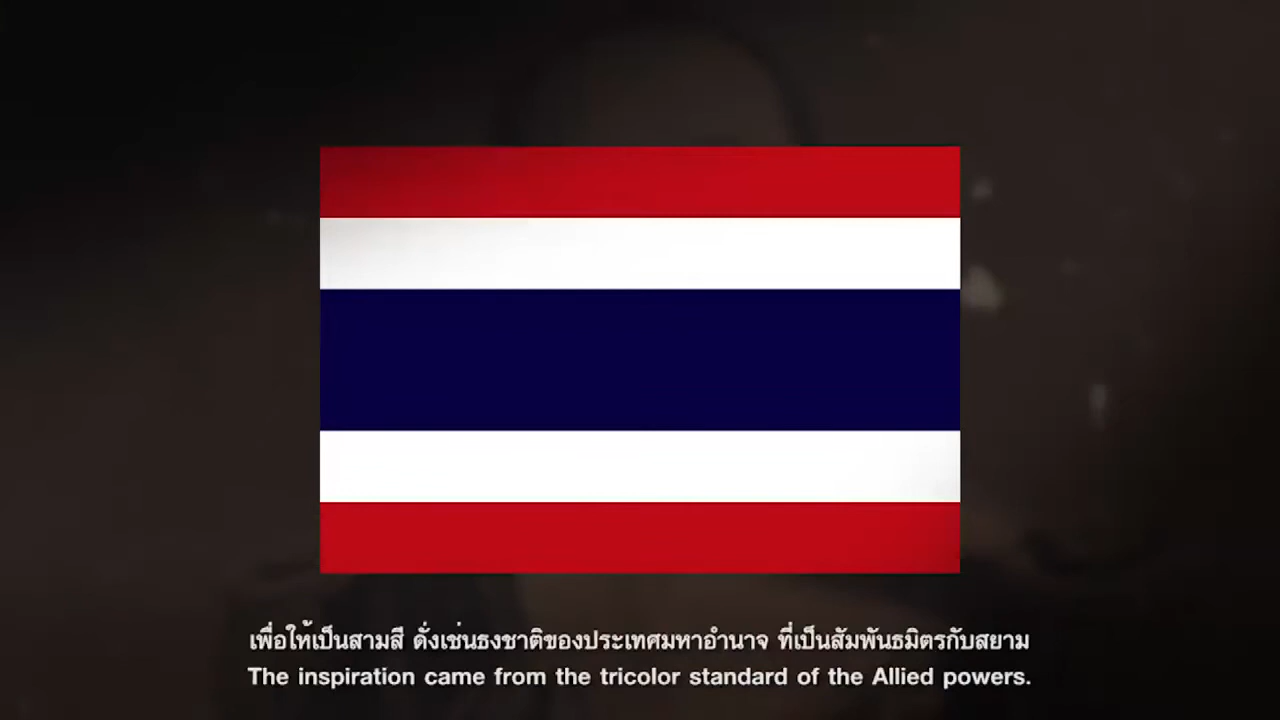 เพื่อให้เป็นสามสี ดั่งเช่นธงชาติของประเทศมหาอำนาจ ที่เป็นสัมพันธมิตรกับสยาม
The inspiration came from the tricolor standard of the Allied powers.